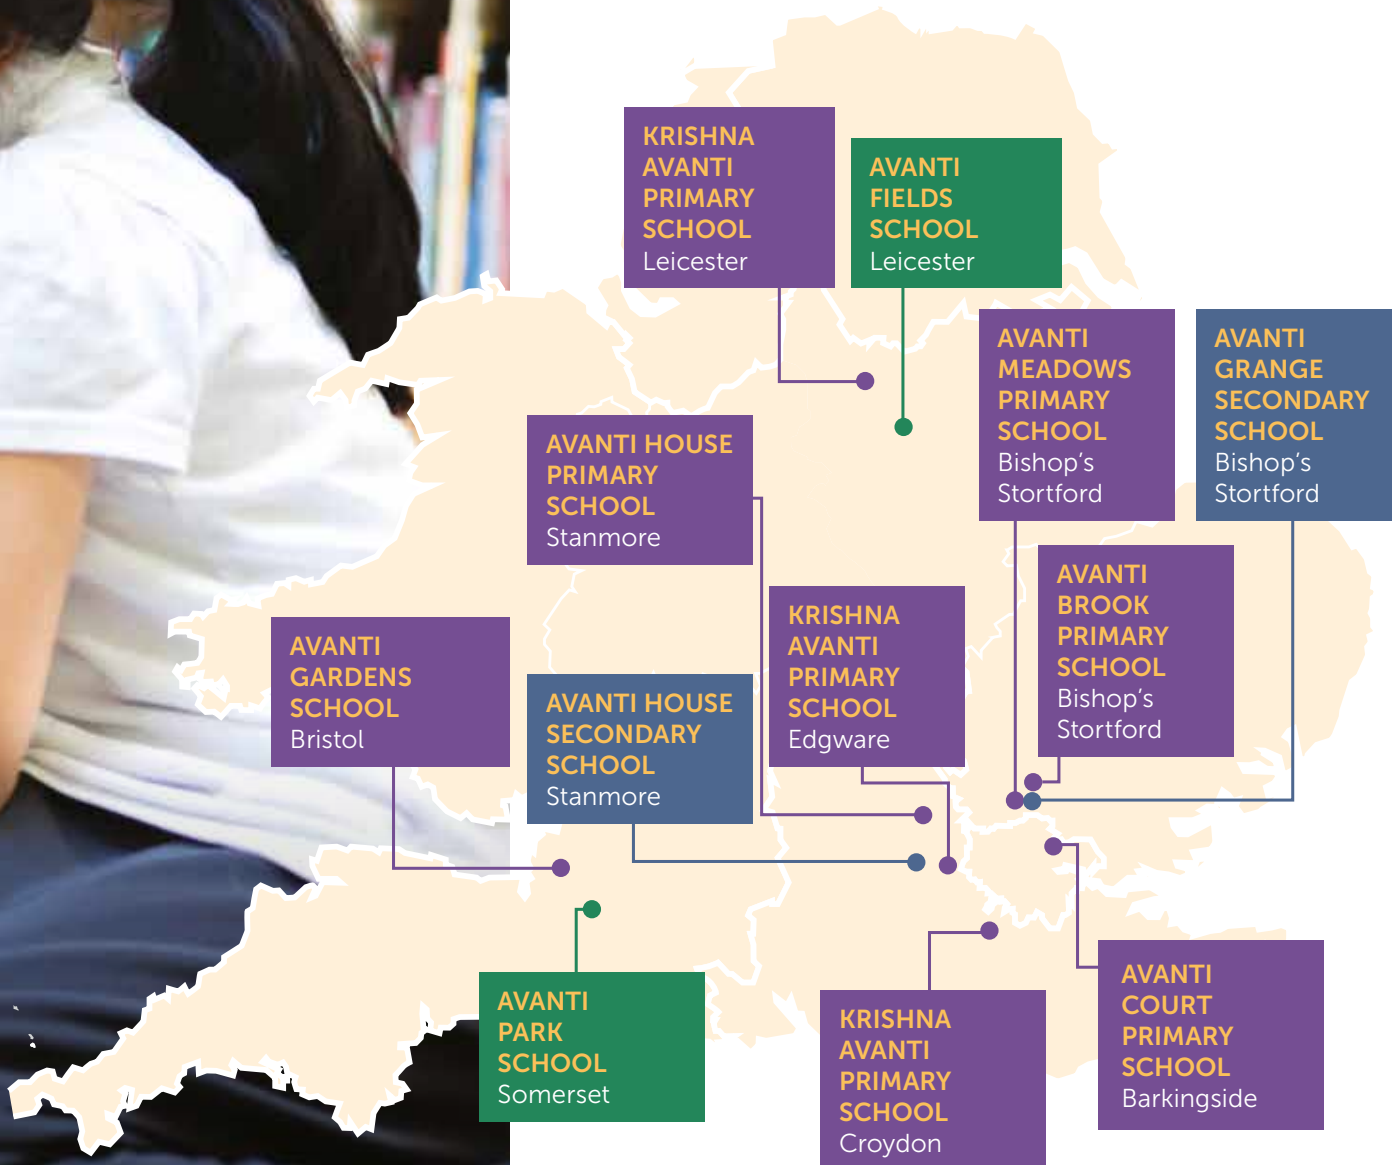 KRISHNA
AVANTI
PRIMARY
SCHOOL
Leicester
AVANTI
FIELDS
SCHOOL
Leicester
AVANTI
MEADOWS
PRIMARY
SCHOOL
Bishop’s
Stortford
AVANTI
GRANGE
SECONDARY
SCHOOL
Bishop’s
Stortford
AVANTI HOUSE
PRIMARY
SCHOOL
Stanmore
AVANTI
BROOK
PRIMARY
SCHOOL
Bishop’s
Stortford
KRISHNA
AVANTI
PRIMARY
SCHOOL
Edgware
AVANTI
GARDENS
SCHOOL
Bristol
AVANTI HOUSE
SECONDARY
SCHOOL
Stanmore
AVANTI
PARK
SCHOOL
Somerset
KRISHNA
AVANTI
PRIMARY
SCHOOL
Croydon
AVANTI
COURT
PRIMARY
SCHOOL
Barkingside